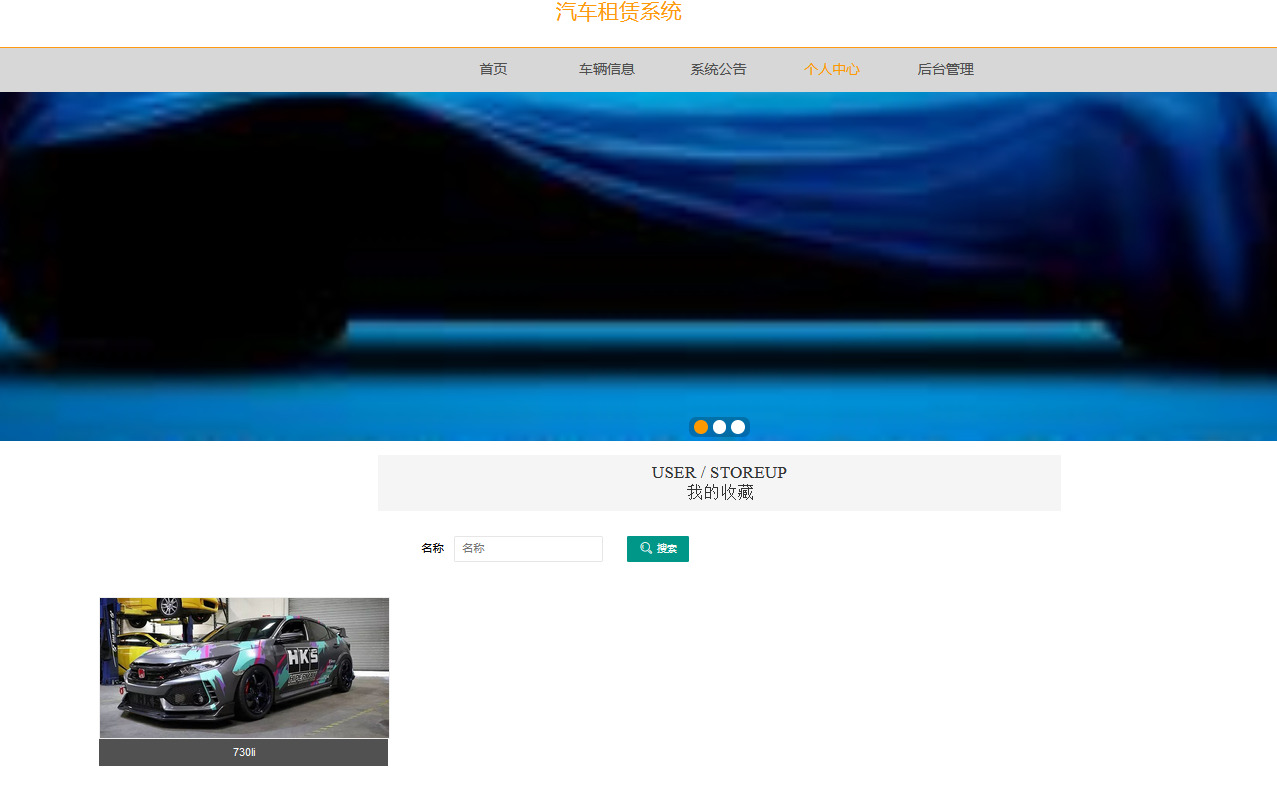 汽车租赁系统
首页 车辆信息 系统公告 个人中心 后台管理
USER / STOREUP
我的收藏
名称 名称 搜索
HKS
730li